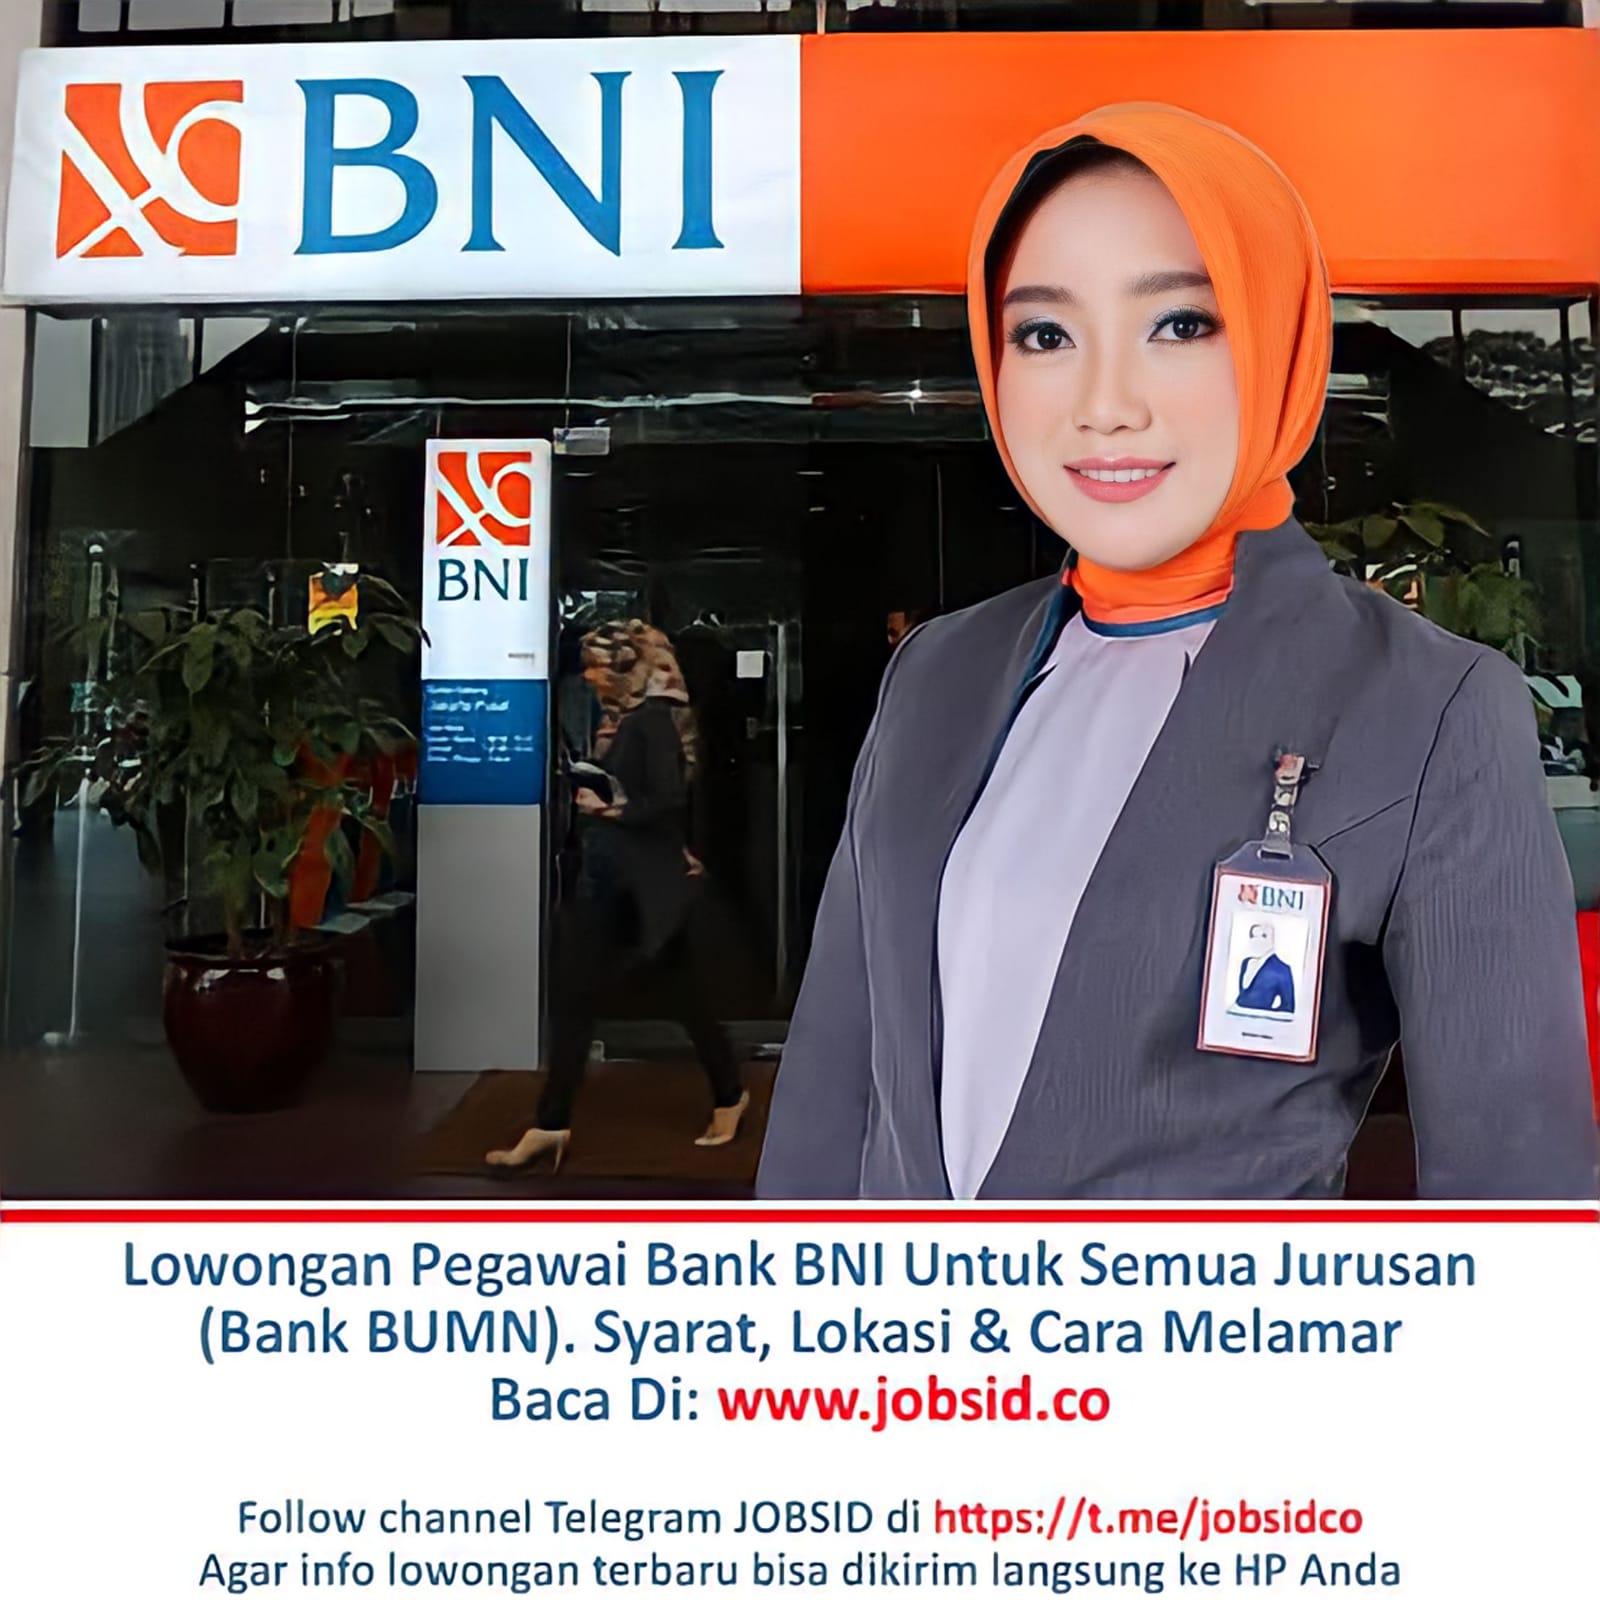 BNI
BNI
BNI
Lowongan Pegawai Bank BNI Untuk Semua Jurusan
(Bank BUMN). Syarat, Lokasi & Cara Melamar
Baca Di: www.jobsid.co
Follow channel Telegram JOBSID di https://t.me/jobsidco
Agar info lowongan terbaru bisa dikirim langsung ke HP Anda